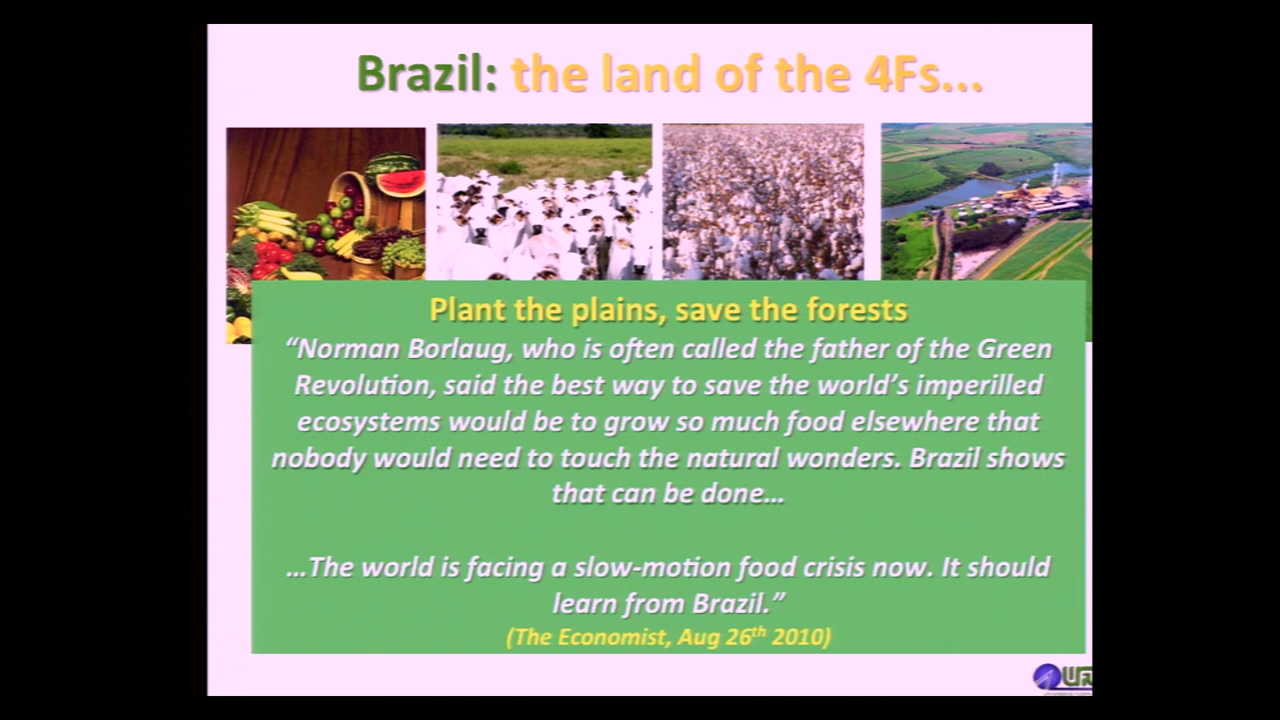 Brazil: the land of the 4Fs...
Plant the plains, save the forests
“Norman Borlaug, who is often called the father of the Green
Revolution, said the best way to save the world’s imperilled
ecosystems would be to grow so much food elsewhere that
nobody would need to touch the natural wonders. Brazil shows
that can be done...
...The world is facing a slow-motion food crisis now. It should
learn from Brazil.”
(The Economist, Aug 26th 2010)